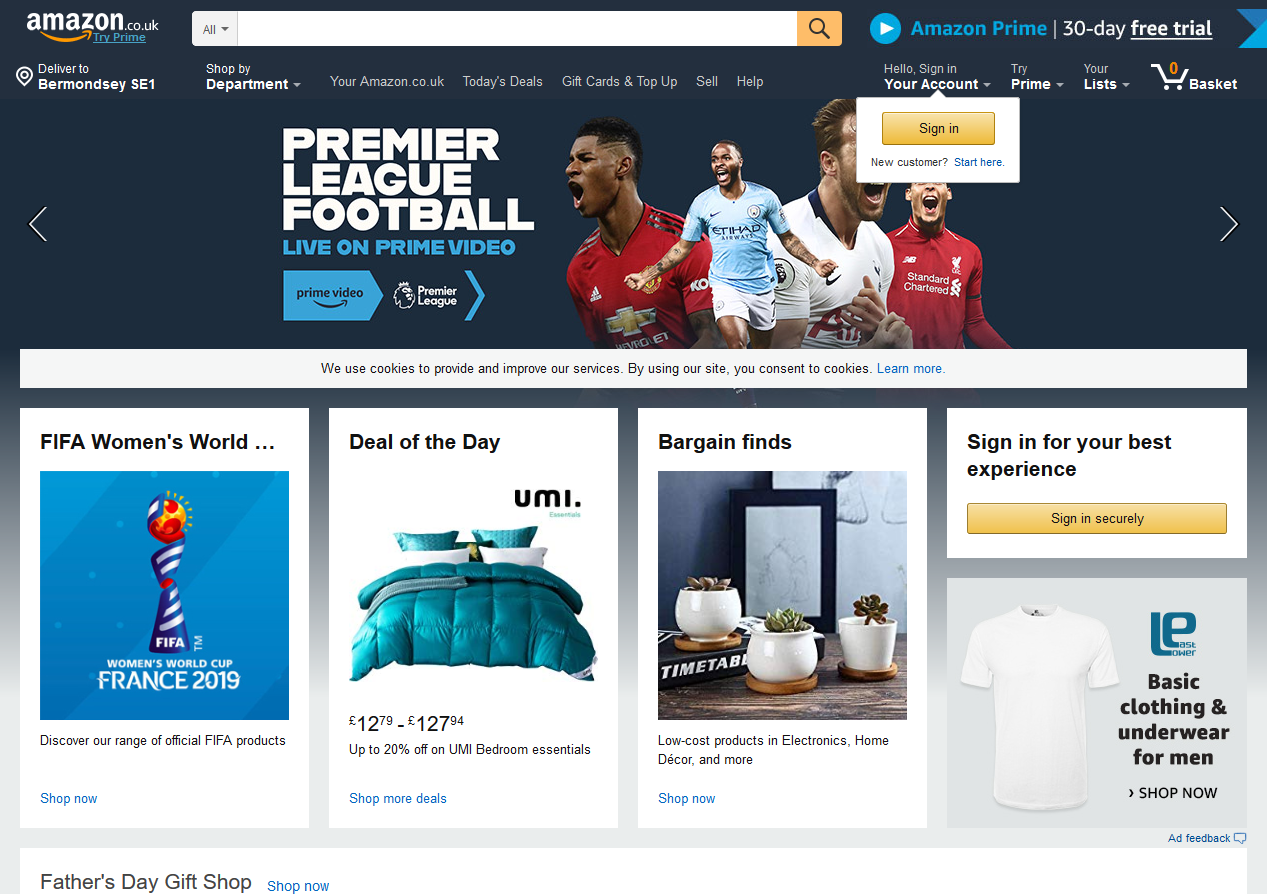 amazon.co.uk
Try Prime
All
Amazon Prime | 30-day free trial
Deliver to
Bermondsey SE1
Shop by
Department
Your Amazon.co.uk
Today's Deals
Gift Cards & Top Up
Sell
Help
Hello, Sign in
Your Account
Try
Prime
Your
Lists
0
Basket
Sign in
New customer? Start here.
PREMIER
LEAGUE
FOOTBALL
LIVE ON PRIME VIDEO
prime video
Premier
League
ETIHAD
AIRWAYS
CHEVROLET
KO
NB
Standard
Chartered
We use cookies to provide and improve our services. By using our site, you consent to cookies. Learn more.
FIFA Women's World …
FIFA
TM
WOMEN'S WORLD CUP
FRANCE 2019
Discover our range of official FIFA products
Shop now
Deal of the Day
umi.
Essentials
£12.79 - £127.94
Up to 20% off on UMI Bedroom essentials
Shop more deals
Bargain finds
TIMETAB
Low-cost products in Electronics, Home
Décor, and more
Shop now
Sign in for your best
experience
Sign in securely
East
Lower
Basic
clothing &
underwear
for men
› SHOP NOW
Ad feedback
Father's Day Gift Shop
Shop now